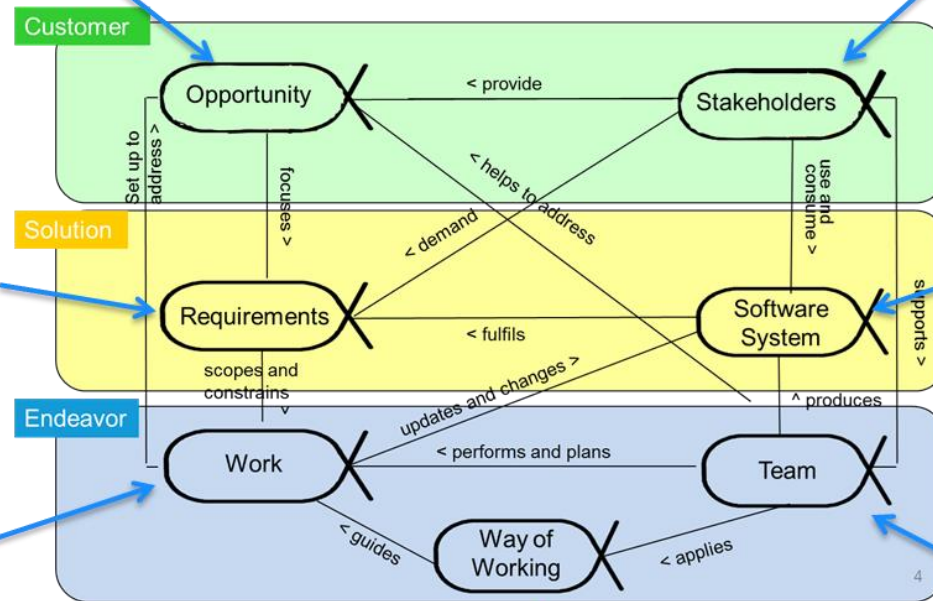 Customer
Opportunity
< provide
Stakeholders
Set up to
address >
focuses >
< helps to address
use and
consume >
< demand
Solution
Requirements
< fulfils
Software
System
supports >
scopes and
constrains >
updates and changes >
^ produces
Endeavor
Work
< performs and plans
Team
< guides
Way of
Working
< applies
4